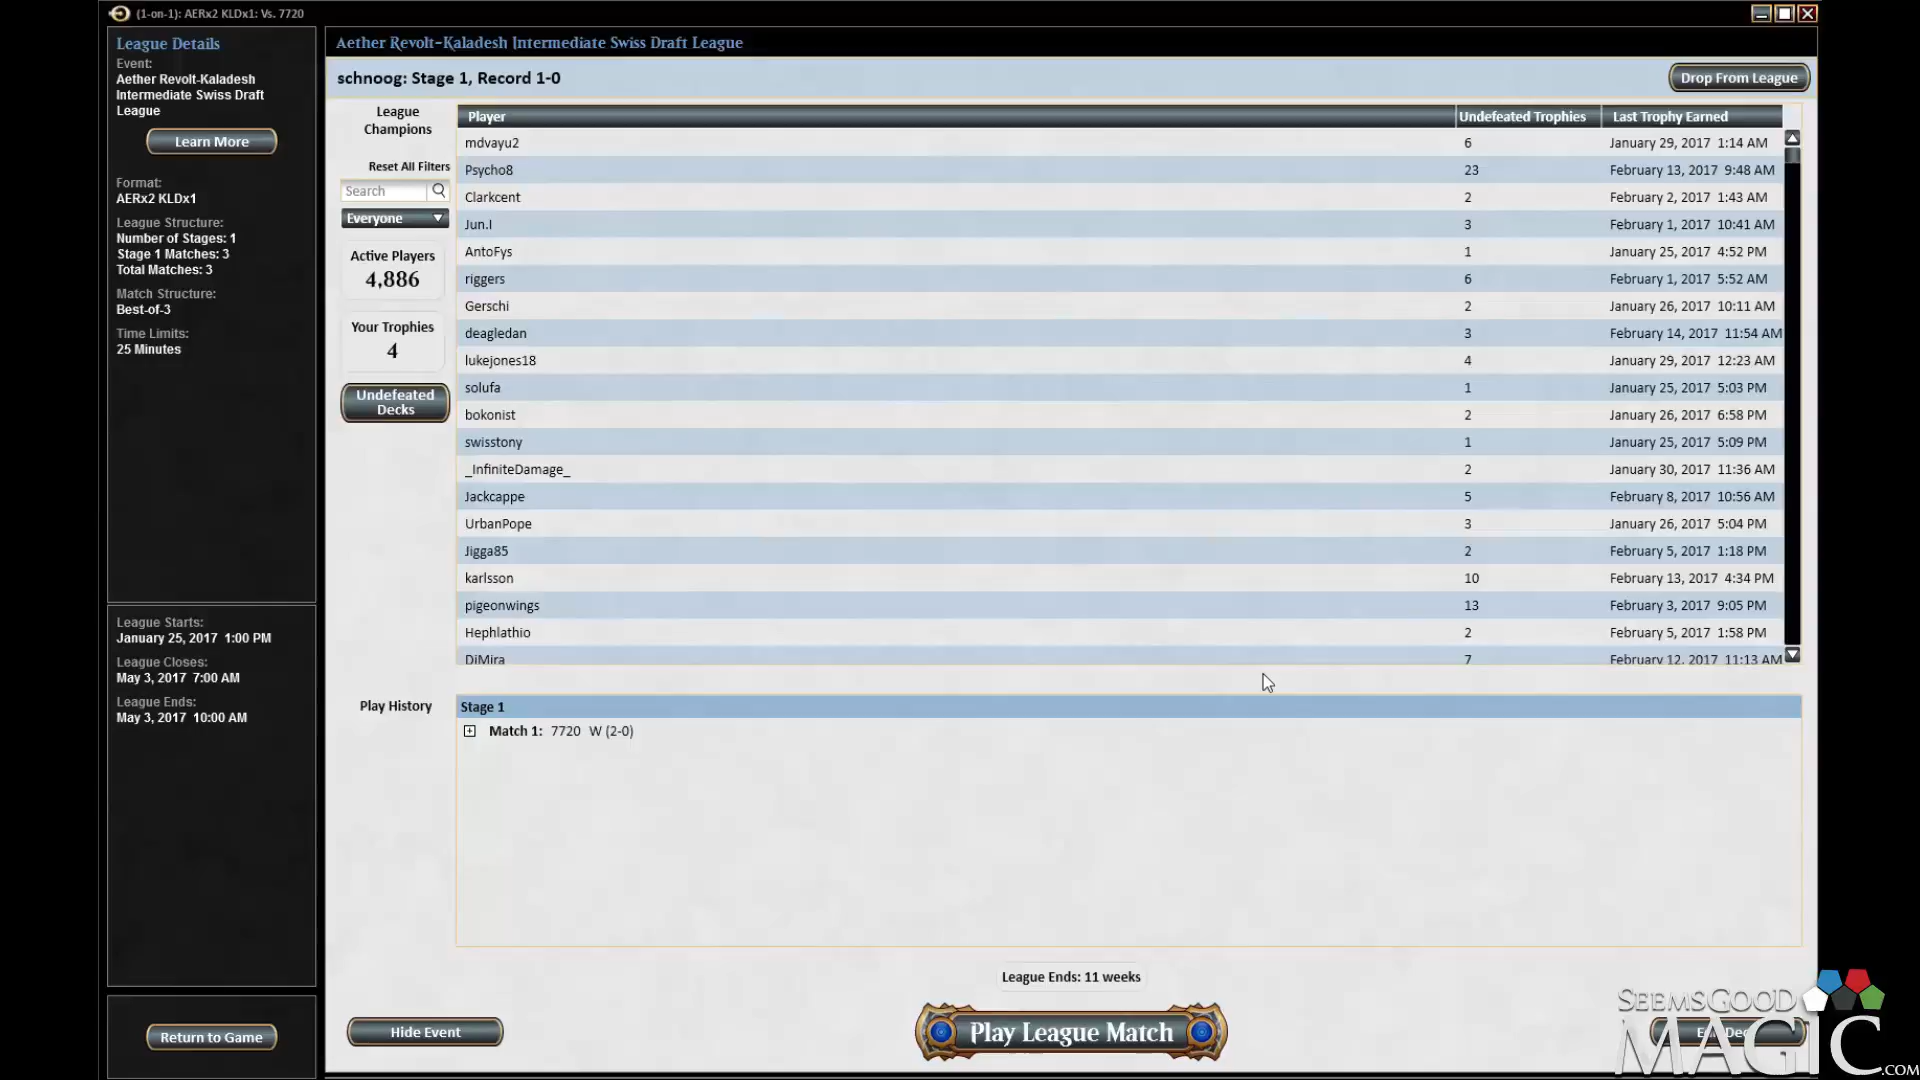 (1-on-1): AERx2 KLDx1: Vs. 7720
League Details
Event:
Aether Revolt-Kaladesh
Intermediate Swiss Draft
League
Learn More
Format:
AERx2 KLDx1
League Structure:
Number of Stages: 1
Stage 1 Matches: 3
Total Matches: 3
Match Structure:
Best-of-3
Time Limits:
25 Minutes
League Starts:
January 25, 2017 1:00 PM
League Closes:
May 3, 2017 7:00 AM
League Ends:
May 3, 2017 10:00 AM
Return to Game
Aether Revolt-Kaladesh Intermediate Swiss Draft League
schnoog: Stage 1, Record 1-0
Drop From League
League
Champions
Reset All Filters
Search
Everyone
Active Players
4,886
Your Trophies
4
Undefeated
Decks
Player Undefeated Trophies Last Trophy Earned
mdvayu2 6 January 29, 2017 1:14 AM
Psycho8 23 February 13, 2017 9:48 AM
Clarkcent 2 February 2, 2017 1:43 AM
Jun.I 3 February 1, 2017 10:41 AM
AntoFys 1 January 25, 2017 4:52 PM
riggers 6 February 1, 2017 5:52 AM
Gerschi 2 January 26, 2017 10:11 AM
deagledan 3 February 14, 2017 11:54 AM
lukejones18 4 January 29, 2017 12:23 AM
solufa 1 January 25, 2017 5:03 PM
bokonist 2 January 26, 2017 6:58 PM
swisstony 1 January 25, 2017 5:09 PM
_InfiniteDamage_ 2 January 30, 2017 11:36 AM
Jackcappe 5 February 8, 2017 10:56 AM
UrbanPope 3 January 26, 2017 5:04 PM
Jigga85 2 February 5, 2017 1:18 PM
karlsson 10 February 13, 2017 4:34 PM
pigeonwings 13 February 3, 2017 9:05 PM
Hephlathio 2 February 5, 2017 1:58 PM
DiMira 7 February 12, 2017 11:13 AM
Play History
Stage 1
Match 1: 7720 W (2-0)
League Ends: 11 weeks
Hide Event
Play League Match
SEEMSGOOD
MAGIC.COM